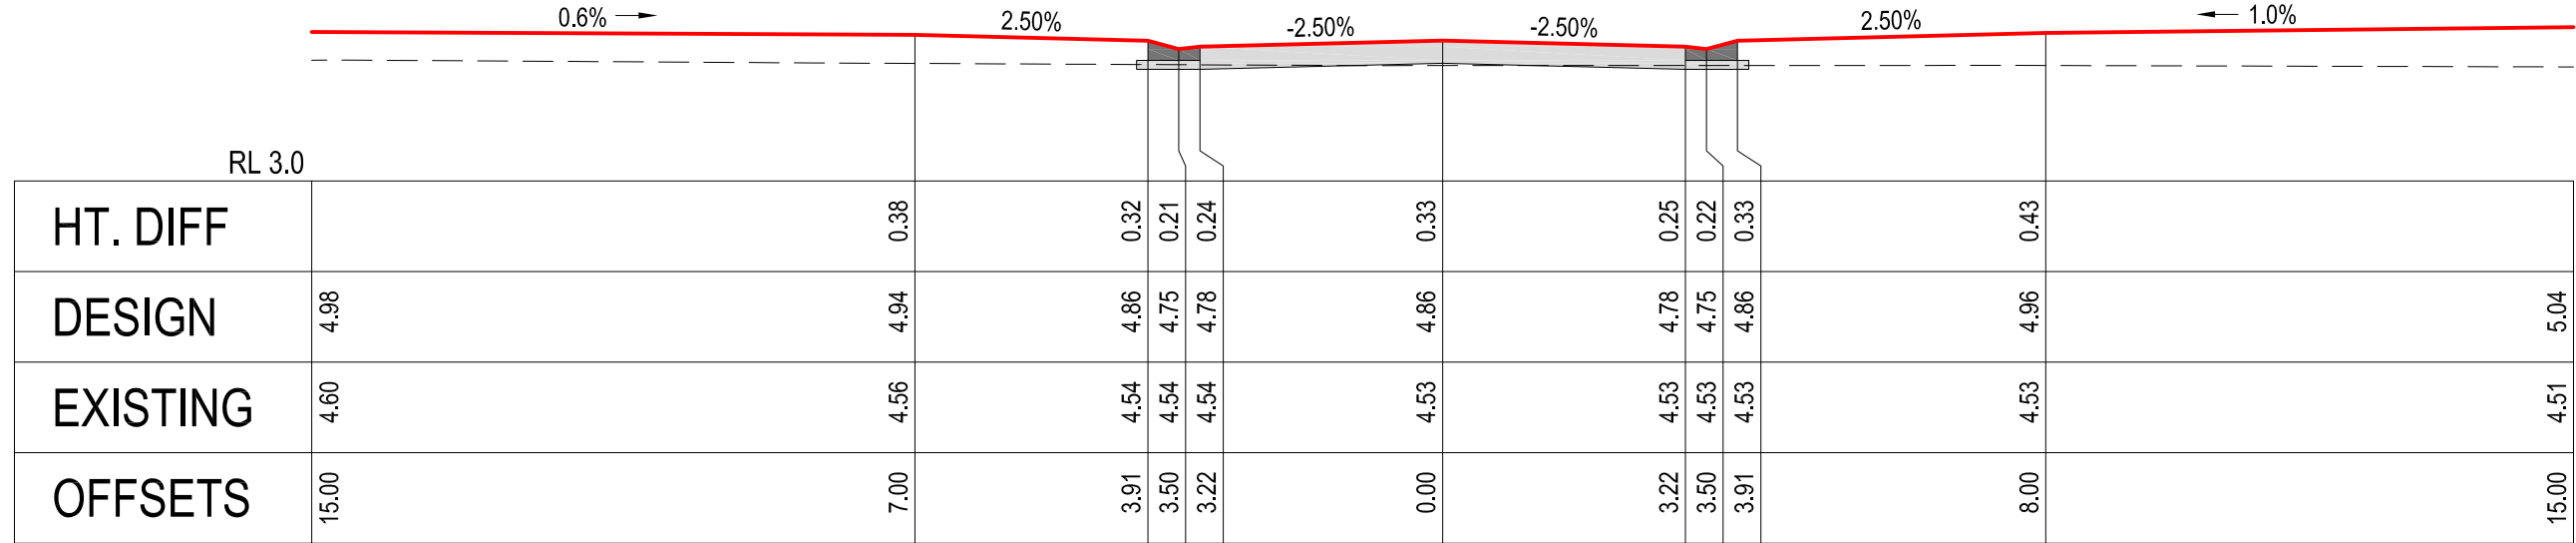 0.6% 2.50% -2.50% -2.50% 2.50% 1.0%
RL 3.0
HT. DIFF 0.38 0.32 0.21 0.24 0.33 0.25 0.22 0.33 0.43
DESIGN 4.98 4.94 4.86 4.75 4.78 4.86 4.78 4.75 4.86 4.96 5.04
EXISTING 4.60 4.56 4.54 4.54 4.54 4.53 4.53 4.53 4.53 4.53 4.51
OFFSETS 15.00 7.00 3.91 3.50 3.22 0.00 3.22 3.50 3.91 8.00 15.00